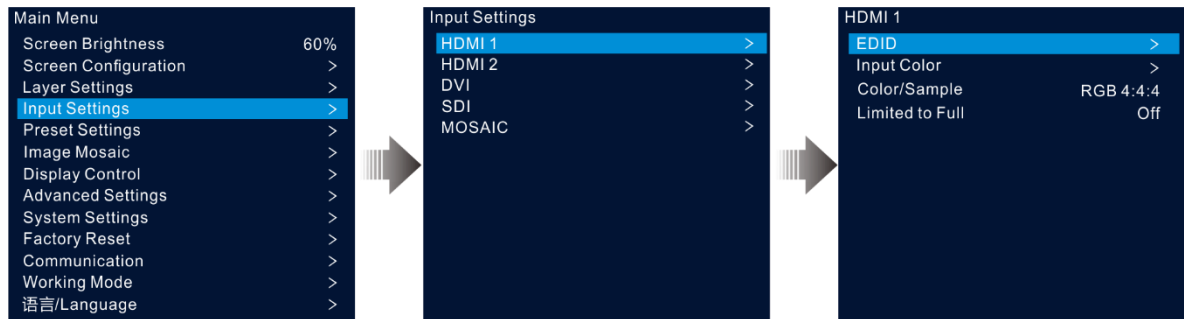 Main Menu
Screen Brightness 60%
Screen Configuration >
Layer Settings >
Input Settings >
Preset Settings >
Image Mosaic >
Display Control >
Advanced Settings >
System Settings >
Factory Reset >
Communication >
Working Mode >
语言/Language >
Input Settings
HDMI 1 >
HDMI 2 >
DVI >
SDI >
MOSAIC >
HDMI 1
EDID >
Input Color >
Color/Sample RGB 4:4:4
Limited to Full Off